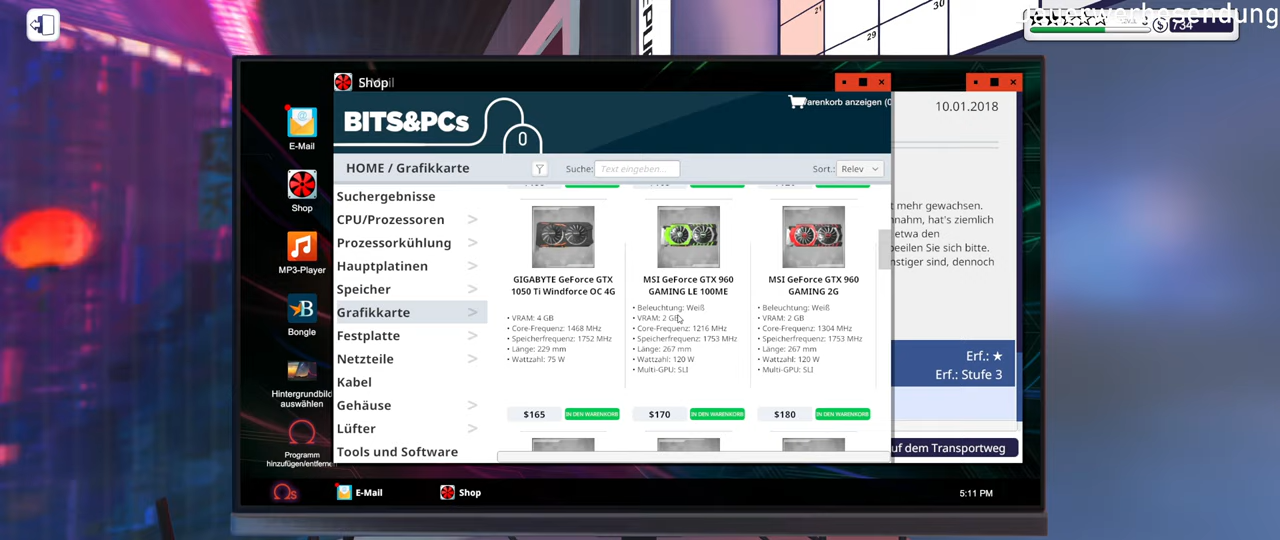 Dauerwerbesendung
21
30
29
$ 734
Shop
10.01.2018
BITS&PCs
Warenkorb anzeigen (0
HOME / Grafikkarte
Suche:
Text eingeben...
Sort.:
Relev
Suchergebnisse
CPU/Prozessoren >
Prozessorkühlung >
Hauptplatinen >
Speicher >
Grafikkarte >
Festplatte >
Netzteile >
Kabel
Gehäuse >
Lüfter >
Tools und Software
GIGABYTE GeForce GTX
1050 Ti Windforce OC 4G
• VRAM: 4 GB
• Core-Frequenz: 1468 MHz
• Speicherfrequenz: 1752 MHz
• Länge: 229 mm
• Wattzahl: 75 W
$165
IN DEN WARENKORB
MSI GeForce GTX 960
GAMING LE 100ME
• Beleuchtung: Weiß
• VRAM: 2 GB
• Core-Frequenz: 1216 MHz
• Speicherfrequenz: 1753 MHz
• Länge: 267 mm
• Wattzahl: 120 W
• Multi-GPU: SLI
$170
IN DEN WARENKORB
MSI GeForce GTX 960
GAMING 2G
• Beleuchtung: Weiß
• VRAM: 2 GB
• Core-Frequenz: 1304 MHz
• Speicherfrequenz: 1753 MHz
• Länge: 267 mm
• Wattzahl: 120 W
• Multi-GPU: SLI
$180
IN DEN WARENKORB
t mehr gewachsen.
nnahm, hat's ziemlich
etwa den
beeilen Sie sich bitte.
nstiger sind, dennoch
Erf.: ★
Erf.: Stufe 3
uf dem Transportweg
E-Mail
Shop
MP3-Player
Bongle
Hintergrundbild
auswählen
Programm
hinzufügen/entferne
E-Mail
Shop
5:11 PM